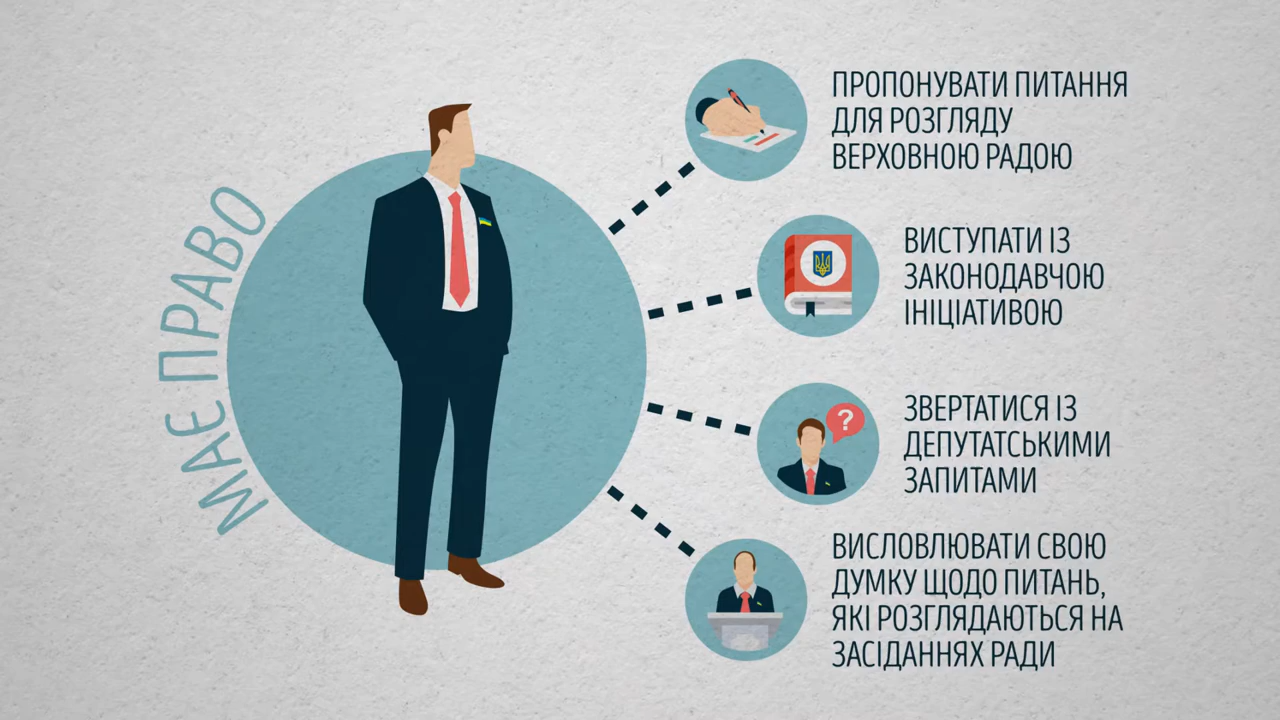 МАЄ ПРАВО
ПРОПОНУВАТИ ПИТАННЯ
ДЛЯ РОЗГЛЯДУ
ВЕРХОВНОЮ РАДОЮ
ВИСТУПАТИ ІЗ
ЗАКОНОДАВЧОЮ
ІНІЦІАТИВОЮ
?
ЗВЕРТАТИСЯ ІЗ
ДЕПУТАТСЬКИМИ
ЗАПИТАМИ
ВИСЛОВЛЮВАТИ СВОЮ
ДУМКУ ЩОДО ПИТАНЬ,
ЯКІ РОЗГЛЯДАЮТЬСЯ НА
ЗАСІДАННЯХ РАДИ